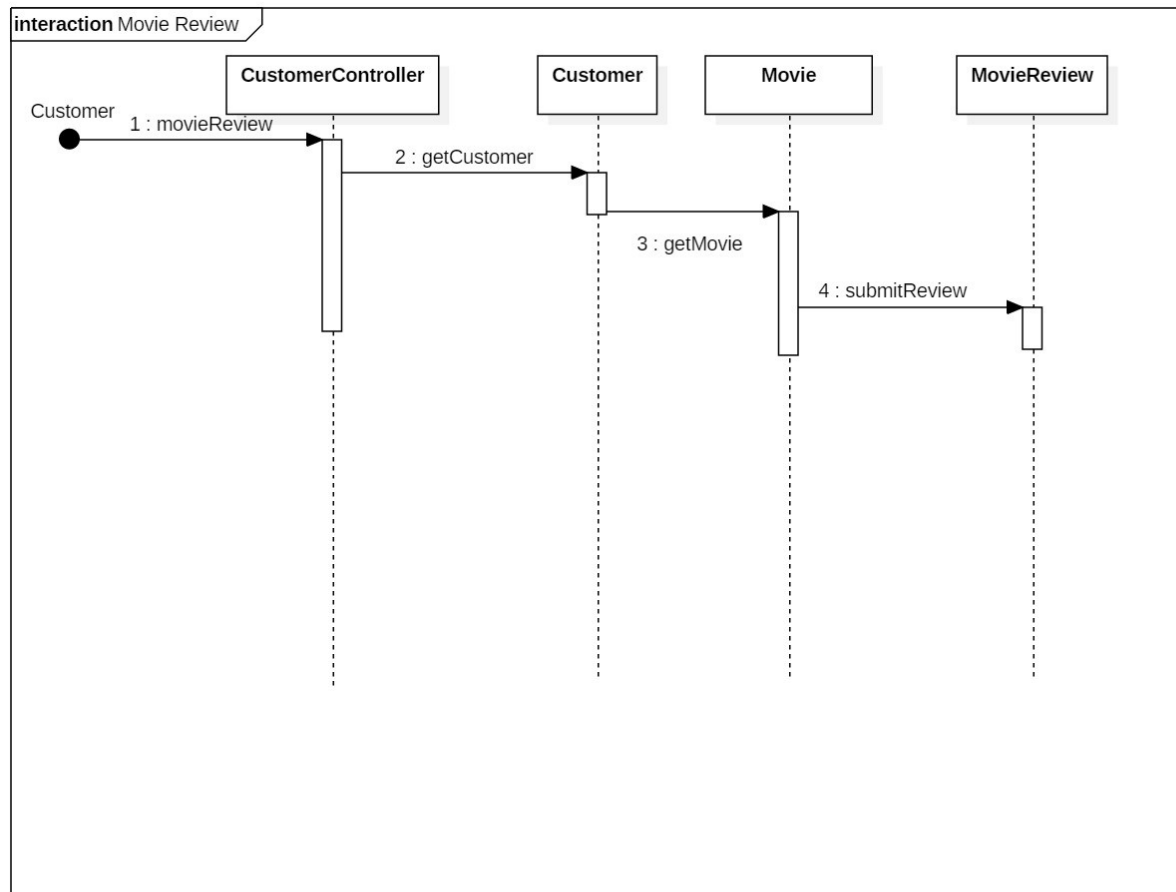 interaction Movie Review
CustomerController
Customer
Movie
MovieReview
Customer
1 : movieReview
2 : getCustomer
3 : getMovie
4 : submitReview